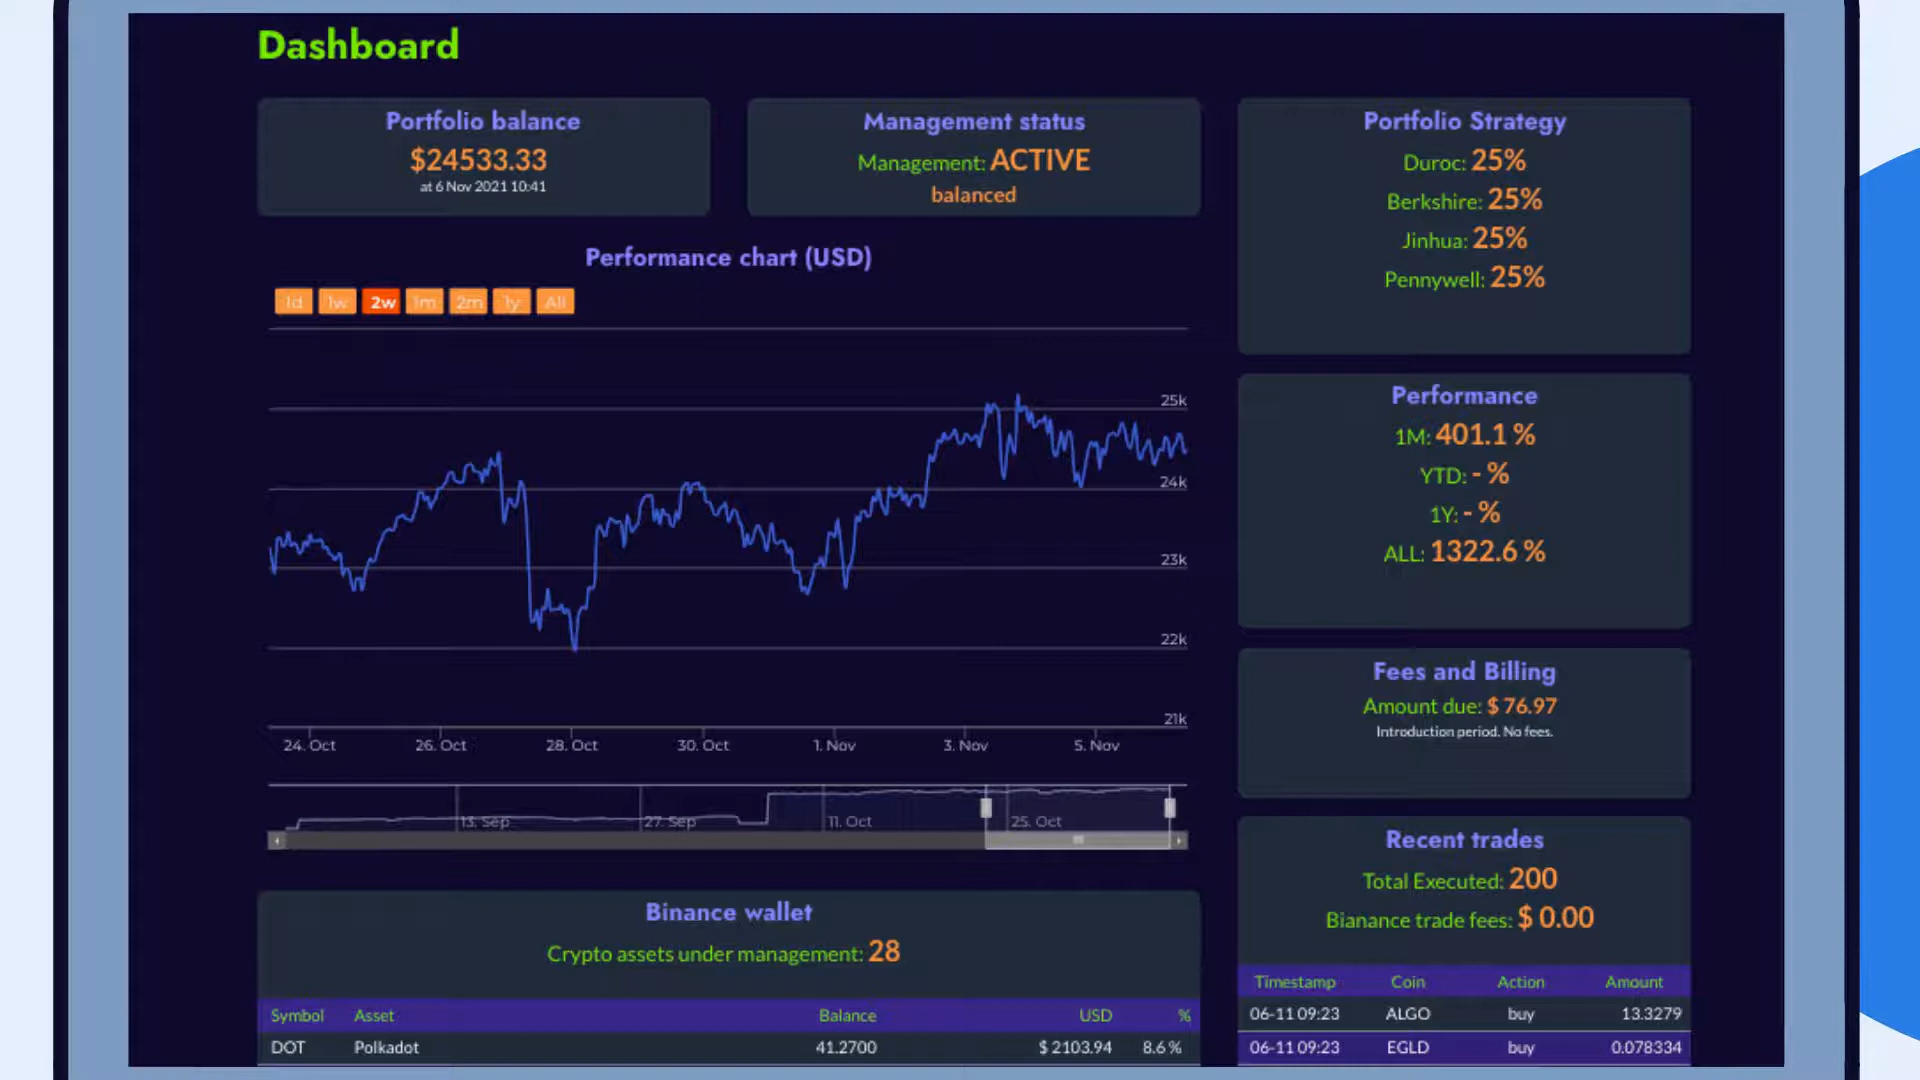 Dashboard
Portfolio balance
$24533.33
at 6 Nov 2021 10:41
Management status
Management: ACTIVE
balanced
Performance chart (USD)
1d 1w 2w 1m 2m 1y All
25k
24k
23k
22k
21k
24. Oct 26. Oct 28. Oct 30. Oct 1. Nov 3. Nov 5. Nov
13. Sep 27. Sep 11. Oct 25. Oct
Binance wallet
Crypto assets under management: 28
Symbol Asset Balance USD %
DOT Polkadot 41.2700 $ 2103.94 8.6 %
Portfolio Strategy
Duroc: 25%
Berkshire: 25%
Jinhua: 25%
Pennywell: 25%
Performance
1M: 401.1 %
YTD: - %
1Y: - %
ALL: 1322.6 %
Fees and Billing
Amount due: $ 76.97
Introduction period. No fees.
Recent trades
Total Executed: 200
Bianance trade fees: $ 0.00
Timestamp Coin Action Amount
06-11 09:23 ALGO buy 13.3279
06-11 09:23 EGLD buy 0.078334